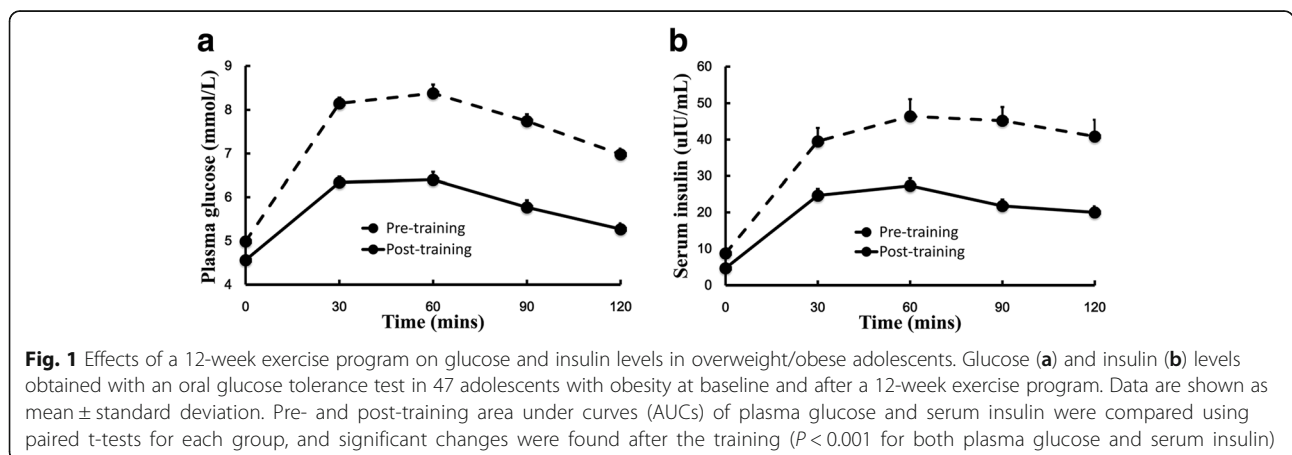 a
9
8
7
6
5
4
Plasma glucose (mmol/L)
Pre-training
Post-training
0 30 60 90 120
Time (mins)
b
60
50
40
30
20
10
0
Serum insulin (uIU/mL)
Pre-training
Post-training
0 30 60 90 120
Time (mins)
Fig. 1 Effects of a 12-week exercise program on glucose and insulin levels in overweight/obese adolescents. Glucose (a) and insulin (b) levels
obtained with an oral glucose tolerance test in 47 adolescents with obesity at baseline and after a 12-week exercise program. Data are shown as
mean ± standard deviation. Pre- and post-training area under curves (AUCs) of plasma glucose and serum insulin were compared using
paired t-tests for each group, and significant changes were found after the training (P < 0.001 for both plasma glucose and serum insulin)